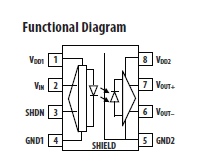 Functional Diagram
VDD1 1
8 VDD2
VIN 2
7 VOUT+
SHDN 3
6 VOUT–
GND1 4
5 GND2
SHIELD